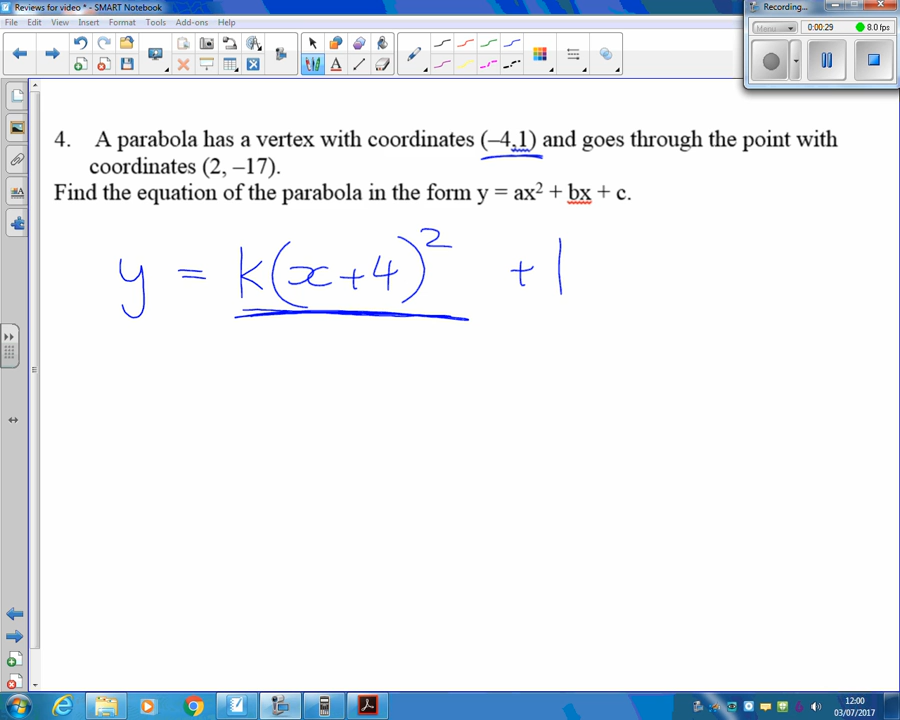 Reviews for video * - SMART Notebook
Recording...
File Edit View Insert Format Tools Add-ons Help
Menu 0:00:29 8.0 fps
4. A parabola has a vertex with coordinates (–4,1) and goes through the point with
coordinates (2, –17).
Find the equation of the parabola in the form y = ax² + bx + c.
y = k(x+4)² + 1
12:00
03/07/2017